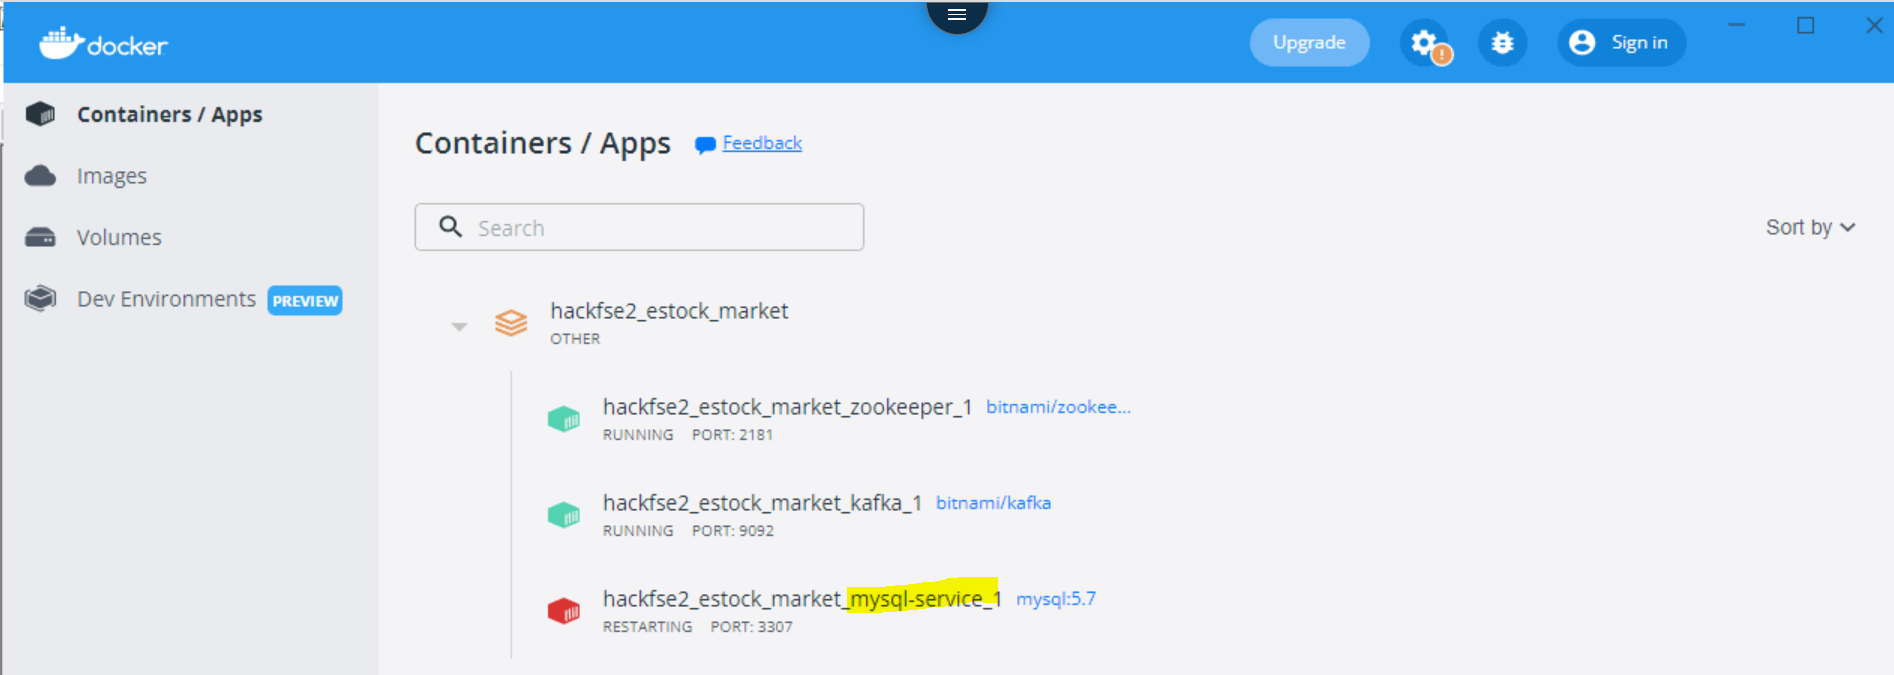 docker
Upgrade
Sign in
Containers / Apps
Images
Volumes
Dev Environments PREVIEW
Containers / Apps Feedback
Search
Sort by
hackfse2_estock_market
OTHER
hackfse2_estock_market_zookeeper_1 bitnami/zookee...
RUNNING PORT: 2181
hackfse2_estock_market_kafka_1 bitnami/kafka
RUNNING PORT: 9092
hackfse2_estock_market_mysql-service_1 mysql:5.7
RESTARTING PORT: 3307